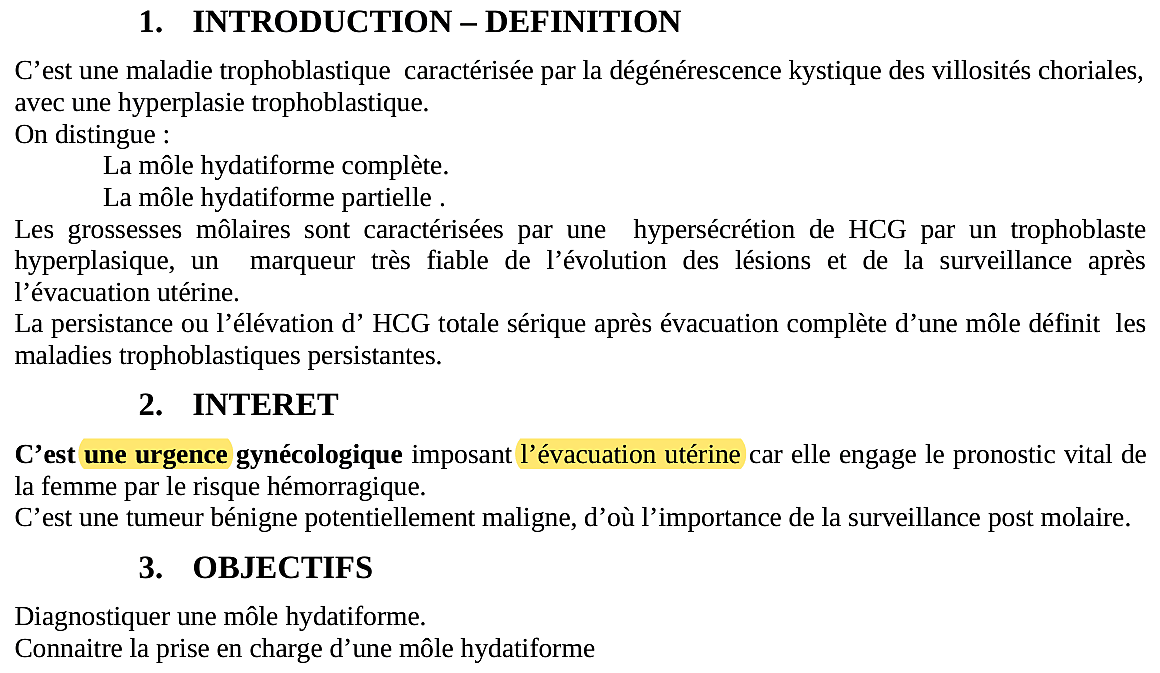 1. INTRODUCTION – DEFINITION
C’est une maladie trophoblastique caractérisée par la dégénérescence kystique des villosités choriales,
avec une hyperplasie trophoblastique.
On distingue :
La môle hydatiforme complète.
La môle hydatiforme partielle .
Les grossesses môlaires sont caractérisées par une hypersécrétion de HCG par un trophoblaste
hyperplasique, un marqueur très fiable de l’évolution des lésions et de la surveillance après
l’évacuation utérine.
La persistance ou l’élévation d’ HCG totale sérique après évacuation complète d’une môle définit les
maladies trophoblastiques persistantes.
2. INTERET
C’est une urgence gynécologique imposant l’évacuation utérine car elle engage le pronostic vital de
la femme par le risque hémorragique.
C’est une tumeur bénigne potentiellement maligne, d’où l’importance de la surveillance post molaire.
3. OBJECTIFS
Diagnostiquer une môle hydatiforme.
Connaitre la prise en charge d’une môle hydatiforme